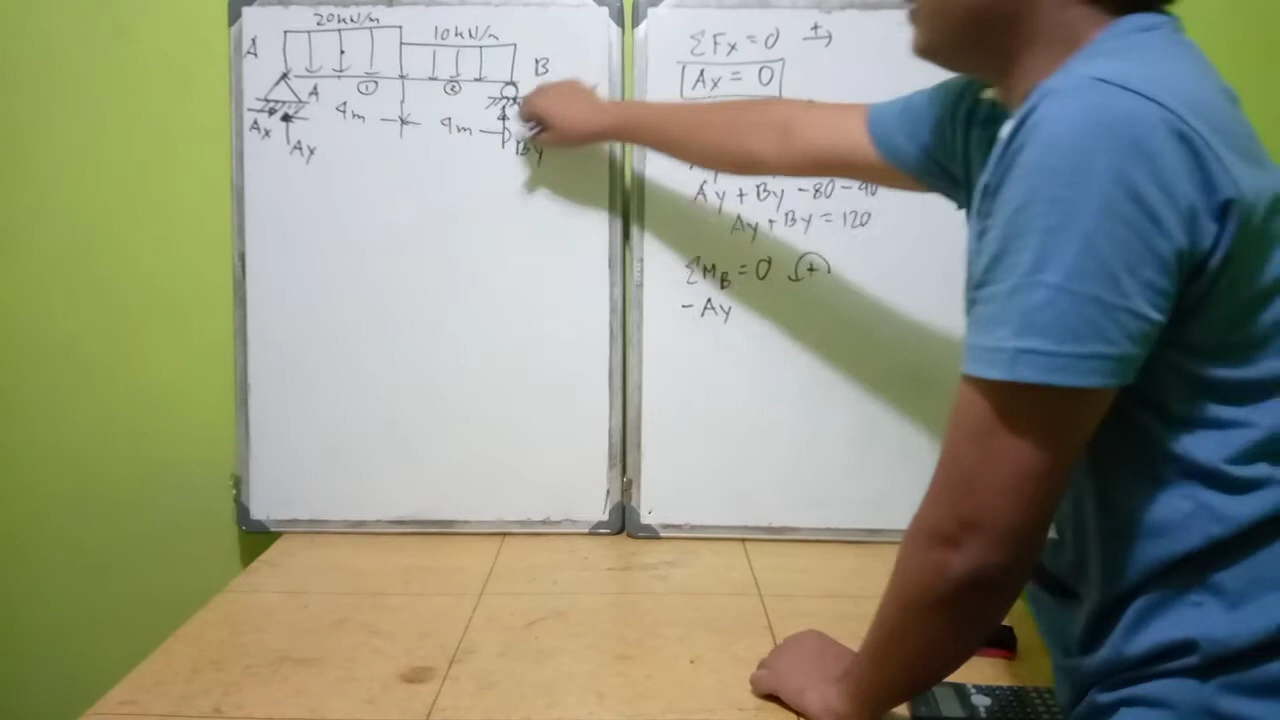 20kN/m
10kN/m
A
B
A
①
②
4m
4m
Ax
Ay
By
ΣFx = 0 +→
Ax = 0
Ay + By - 80 - 40
Ay + By = 120
ΣM_B = 0 (+)
- Ay